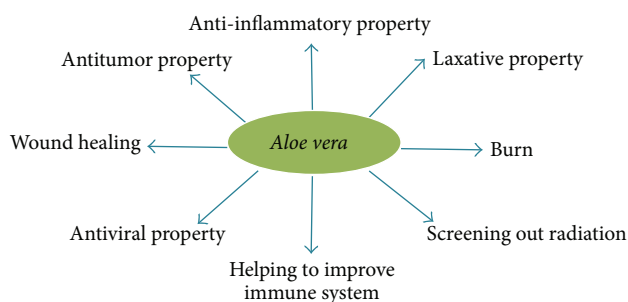 Anti-inflammatory property
Antitumor property
Laxative property
Wound healing
Aloe vera
Burn
Antiviral property
Screening out radiation
Helping to improve
immune system